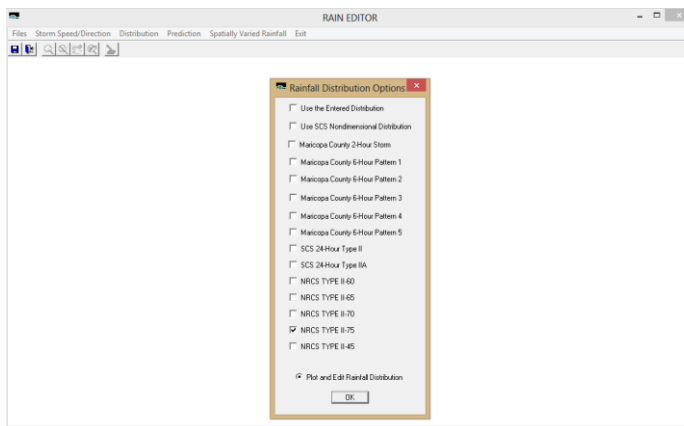 RAIN EDITOR
Files Storm Speed/Direction Distribution Prediction Spatially Varied Rainfall Exit
Rainfall Distribution Options
Use the Entered Distribution
Use SCS Nondimensional Distribution
Maricopa County 2-Hour Storm
Maricopa County 6-Hour Pattern 1
Maricopa County 6-Hour Pattern 2
Maricopa County 6-Hour Pattern 3
Maricopa County 6-Hour Pattern 4
Maricopa County 6-Hour Pattern 5
SCS 24-Hour Type II
SCS 24-Hour Type IIA
NRCS TYPE II-60
NRCS TYPE II-65
NRCS TYPE II-70
NRCS TYPE II-75
NRCS TYPE II-45
Plot and Edit Rainfall Distribution
OK